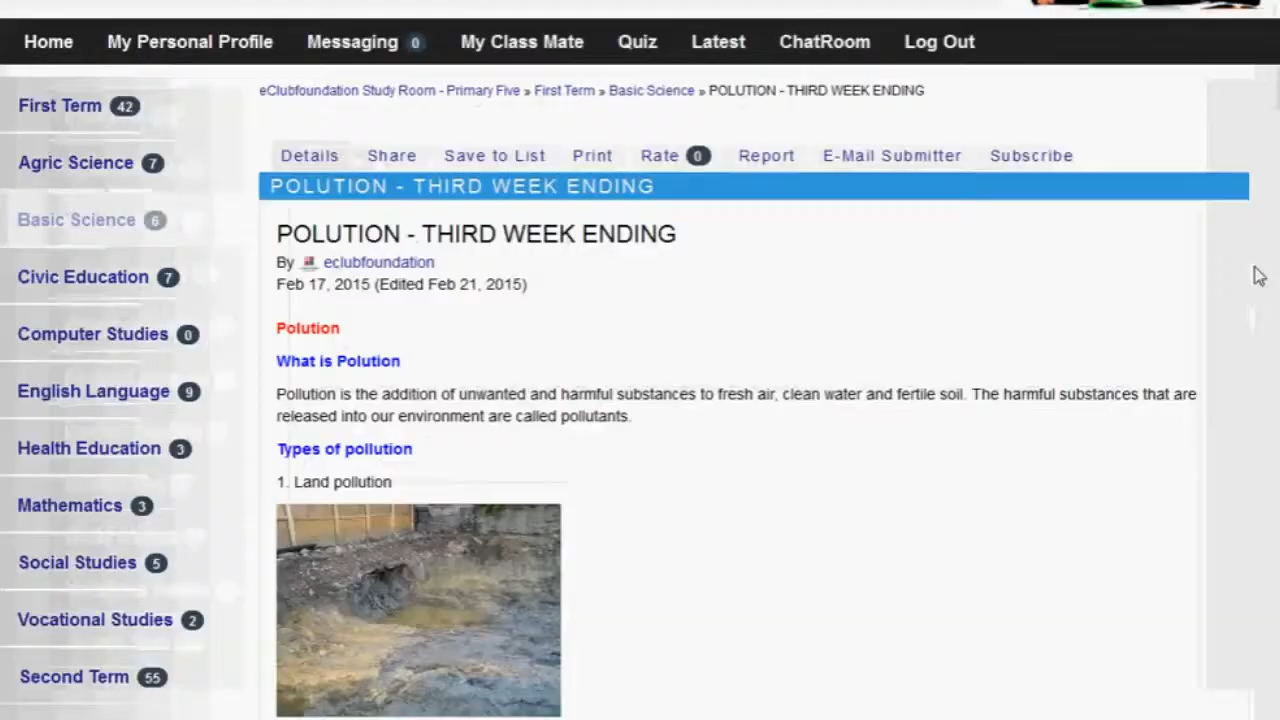 Home My Personal Profile Messaging 0 My Class Mate Quiz Latest ChatRoom Log Out
First Term 42
Agric Science 7
Basic Science 6
Civic Education 7
Computer Studies 0
English Language 9
Health Education 3
Mathematics 3
Social Studies 5
Vocational Studies 2
Second Term 55
eClubfoundation Study Room - Primary Five » First Term » Basic Science » POLUTION - THIRD WEEK ENDING
Details Share Save to List Print Rate 0 Report E-Mail Submitter Subscribe
POLUTION - THIRD WEEK ENDING
POLUTION - THIRD WEEK ENDING
By eclubfoundation
Feb 17, 2015 (Edited Feb 21, 2015)
Polution
What is Polution
Pollution is the addition of unwanted and harmful substances to fresh air, clean water and fertile soil. The harmful substances that are
released into our environment are called pollutants.
Types of pollution
1. Land pollution